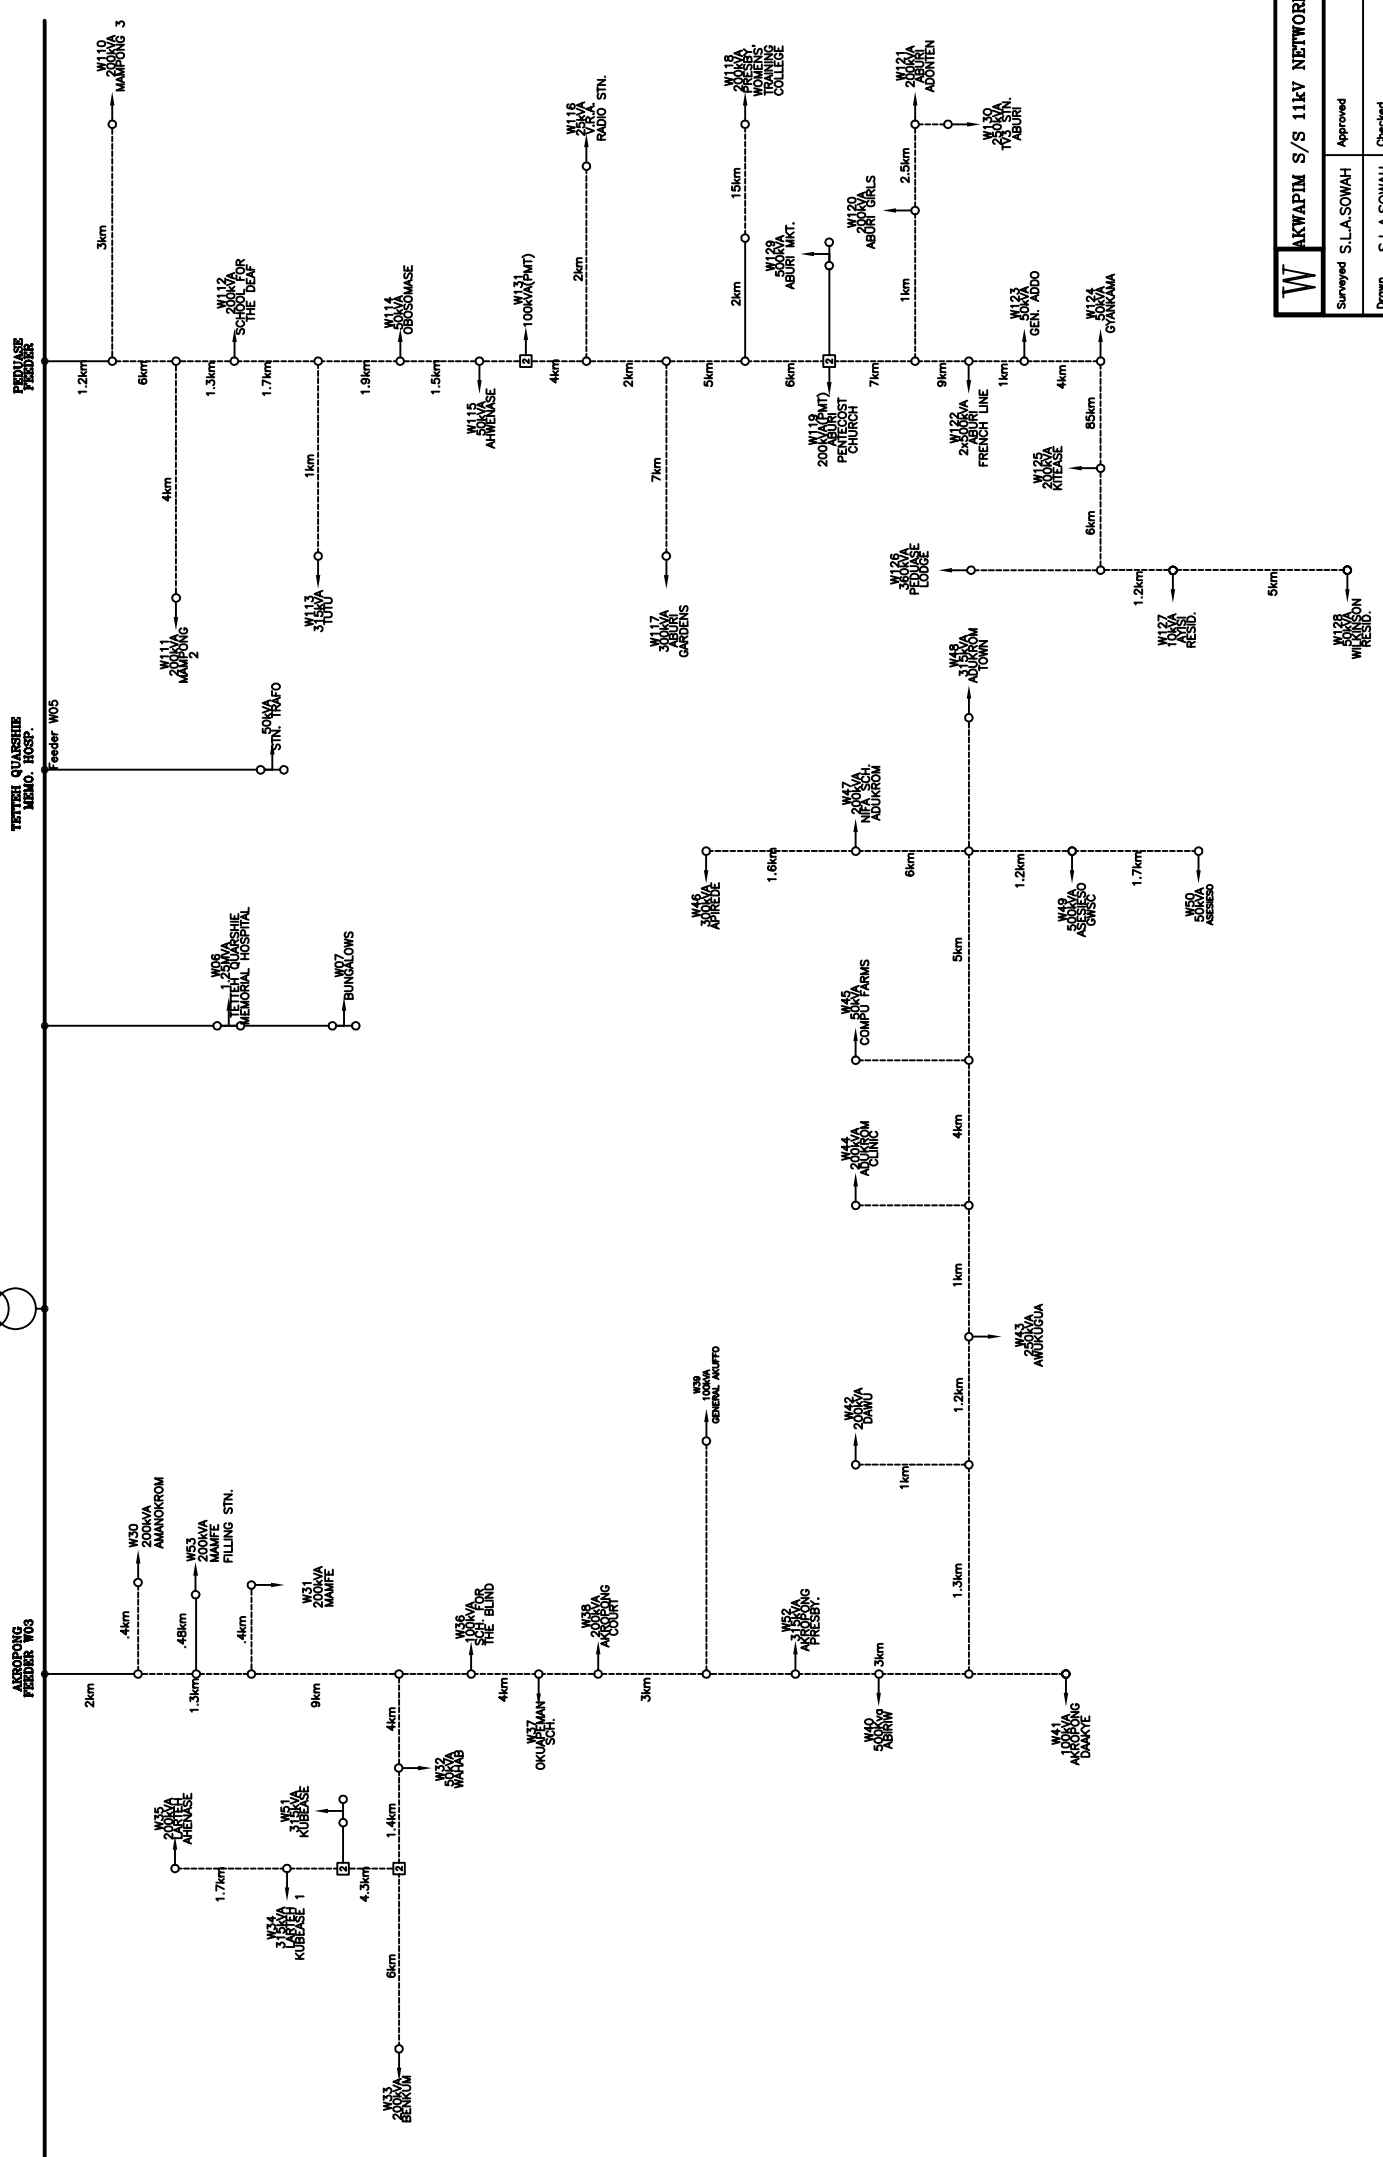 AKROPONG
FEEDER W03
2km
.4km
W30
200kVA
AMANOKROM
1.3km
.48km
W53
200kVA
MAMFE
FILLING STN.
.4km
W31
200kVA
MAMFE
9km
4km
W32
50kVA
WAHAB
1.4km
4.3km
2
2
W51
315kVA
KUBEASE
W34
315kVA
LARTEH
KUBEASE 1
1.7km
W35
200kVA
LARTEH
AHENASE
6km
W33
200kVA
BENKUM
W36
100kVA
SCH. FOR
THE BLIND
4km
W37
OKUAPEMAN
SCH.
W38
200kVA
AKROPONG
COURT
3km
W39
100kVA
GENERAL AKUFFO
W52
315kVA
AKROPONG
PRESBY.
3km
W40
500kVa
ABIRIW
W41
100kVA
AKROPONG
DAAKYE
1.3km
1km
W42
200kVA
DAWU
1.2km
W43
250kVA
AWUKUGUA
1km
W44
200kVA
ADUKROM
CLINIC
4km
W45
50kVA
COMPU FARMS
5km
W46
300kVA
APIREDE
1.6km
W47
200kVA
NIFA SCH.
ADUKROM
6km
W48
315kVA
ADUKROM
TOWN
1.2km
W49
500kVA
ASESIESO
GWSC
1.7km
W50
50kVA
ASESIESO
W06
1.25MVA
TETTEH QUARSHIE
MEMORIAL HOSPITAL
W07
BUNGALOWS
TETTEH QUARSHIE
MEMO. HOSP.
Feeder W05
50kVA
STN. TRAFO
PEDUASE
FEEDER
1.2km
3km
W110
200kVA
MAMPONG 3
6km
4km
W111
200kVA
MAMPONG
2
1.3km
W112
200kVA
SCHOOL FOR
THE DEAF
1.7km
1km
W113
315kVA
TUTU
1.9km
W114
50kVA
OBOSOMASE
1.5km
W115
50kVA
AHWENASE
2
W131
100kVA(PMT)
4km
2km
W116
25kVA
V.R.A.
RADIO STN.
2km
7km
W117
300kVA
ABURI
GARDENS
5km
2km
15km
W118
200kVA
PRESBY
WOMENS'
TRAINING
COLLEGE
6km
2
W119
200kVA(PMT)
ABURI
PENTECOST
CHURCH
W129
500kVA
ABURI MKT.
7km
1km
W120
200kVA
ABURI GIRLS
2.5km
W121
200kVA
ABURI
ADONTEN
W130
250kVA
TV3 STN.
ABURI
9km
W122
2x500kVA
ABURI
FRENCH LINE
1km
W123
50kVA
GEN. ADDO
4km
W124
50kVA
GYANKAMA
85km
W125
200kVA
KITEASE
6km
W126
360kVA
PEDUASE
LODGE
1.2km
W127
10kVA
AYISI
RESID.
5km
W128
50kVA
WILKINSON
RESID.
W
AKWAPIM S/S 11kV NETWORK
Surveyed S.L.A.SOWAH Approved
Drawn S.L.A.SOWAH Checked